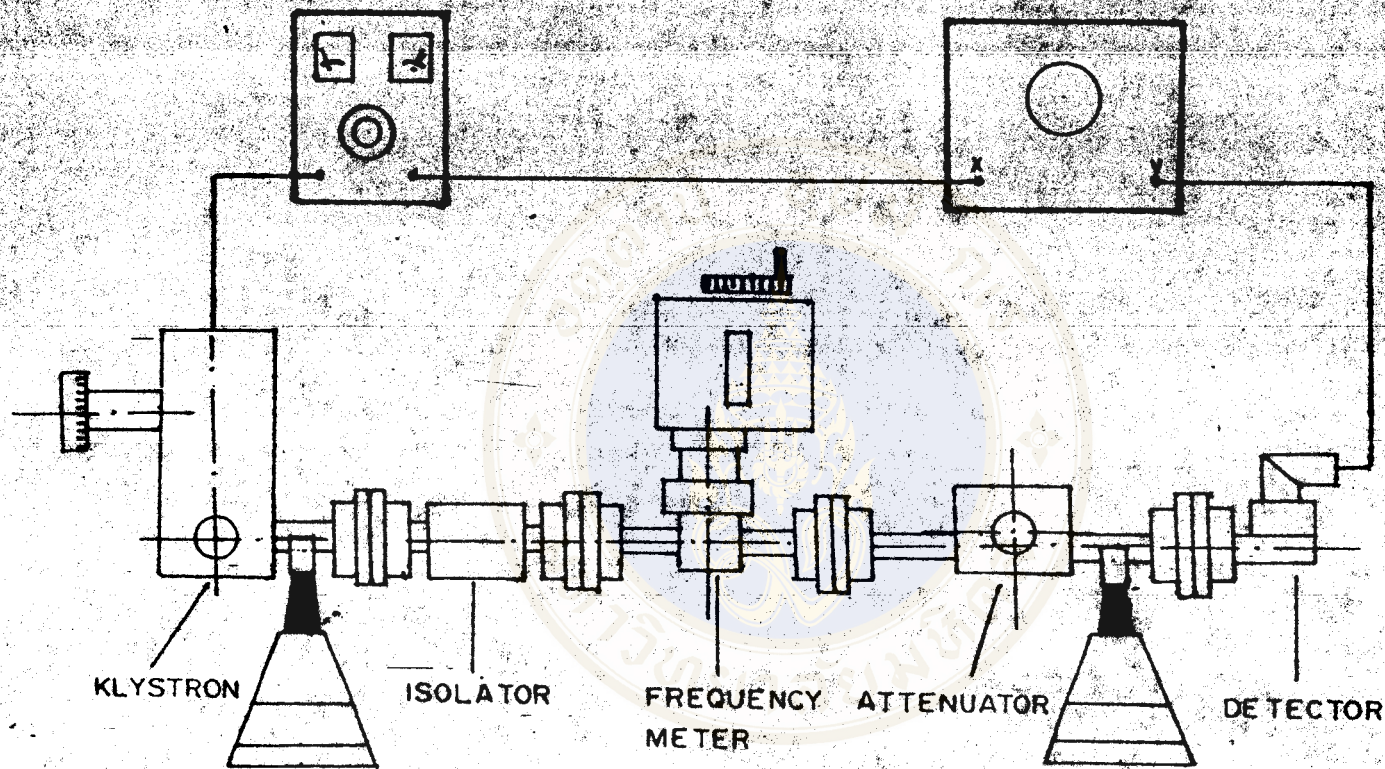 X
Y
KLYSTRON
ISOLATOR
FREQUENCY
METER
ATTENUATOR
DETECTOR